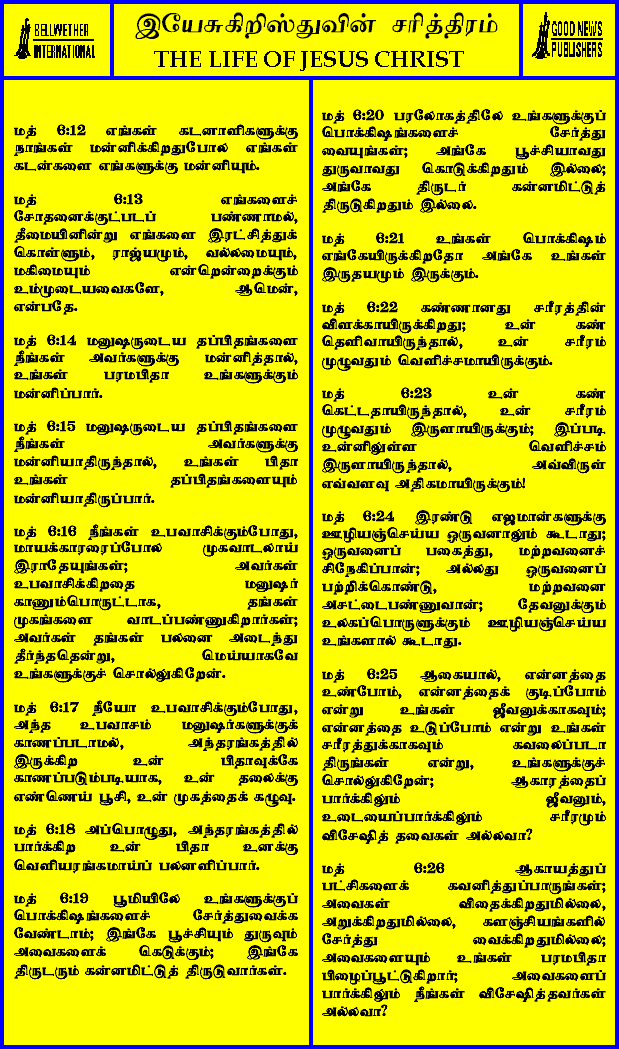 BELLWETHER
INTERNATIONAL
இயேசுகிறிஸ்துவின் சரித்திரம்
THE LIFE OF JESUS CHRIST
GOOD NEWS
PUBLISHERS
மத் 6:12 எங்கள் கடனாளிகளுக்கு
நாங்கள் மன்னிக்கிறதுபோல் எங்கள்
கடன்களை எங்களுக்கு மன்னியும்.
மத் 6:13 எங்களைச்
சோதனைக்குட்படப் பண்ணாமல்,
தீமையினின்று எங்களை இரட்சித்துக்
கொள்ளும், ராஜ்யமும், வல்லமையும்,
மகிமையும் என்றென்றைக்கும்
உம்முடையவைகளே, ஆமென்,
என்பதே.
மத் 6:14 மனுஷருடைய தப்பிதங்களை
நீங்கள் அவர்களுக்கு மன்னித்தால்,
உங்கள் பரமபிதா உங்களுக்கும்
மன்னிப்பார்.
மத் 6:15 மனுஷருடைய தப்பிதங்களை
நீங்கள் அவர்களுக்கு
மன்னியாதிருந்தால், உங்கள் பிதா
உங்கள் தப்பிதங்களையும்
மன்னியாதிருப்பார்.
மத் 6:16 நீங்கள் உபவாசிக்கும்போது,
மாயக்காரரைப்போல் முகவாடலாய்
இராதேயுங்கள்; அவர்கள்
உபவாசிக்கிறதை மனுஷர்
காணும்பொருட்டாக, தங்கள்
முகங்களை வாடப்பண்ணுகிறார்கள்;
அவர்கள் தங்கள் பலனை அடைந்து
தீர்ந்ததென்று, மெய்யாகவே
உங்களுக்குச் சொல்லுகிறேன்.
மத் 6:17 நீயோ உபவாசிக்கும்போது,
அந்த உபவாசம் மனுஷர்களுக்குக்
காணப்படாமல், அந்தரங்கத்தில்
இருக்கிற உன் பிதாவுக்கே
காணப்படும்படியாக, உன் தலைக்கு
எண்ணெய் பூசி, உன் முகத்தைக் கழுவு.
மத் 6:18 அப்பொழுது, அந்தரங்கத்தில்
பார்க்கிற உன் பிதா உனக்கு
வெளியரங்கமாய்ப் பலனளிப்பார்.
மத் 6:19 பூமியிலே உங்களுக்குப்
பொக்கிஷங்களைச் சேர்த்துவைக்க
வேண்டாம்; இங்கே பூச்சியும் துருவும்
அவைகளைக் கெடுக்கும்; இங்கே
திருடரும் கன்னமிட்டுத் திருடுவார்கள்.
மத் 6:20 பரலோகத்திலே உங்களுக்குப்
பொக்கிஷங்களைச் சேர்த்து
வையுங்கள்; அங்கே பூச்சியாவது
துருவாவது கெடுக்கிறதும் இல்லை;
அங்கே திருடர் கன்னமிட்டுத்
திருடுகிறதும் இல்லை.
மத் 6:21 உங்கள் பொக்கிஷம்
எங்கேயிருக்கிறதோ அங்கே உங்கள்
இருதயமும் இருக்கும்.
மத் 6:22 கண்ணானது சரீரத்தின்
விளக்காயிருக்கிறது; உன் கண்
தெளிவாயிருந்தால், உன் சரீரம்
முழுவதும் வெளிச்சமாயிருக்கும்.
மத் 6:23 உன் கண்
கெட்டதாயிருந்தால், உன் சரீரம்
முழுவதும் இருளாயிருக்கும்; இப்படி
உன்னிலுள்ள வெளிச்சம்
இருளாயிருந்தால், அவ்விருள்
எவ்வளவு அதிகமாயிருக்கும்!
மத் 6:24 இரண்டு எஜமான்களுக்கு
ஊழியஞ்செய்ய ஒருவனாலும் கூடாது;
ஒருவனைப் பகைத்து, மற்றவனைச்
சிநேகிப்பான்; அல்லது ஒருவனைப்
பற்றிக்கொண்டு, மற்றவனை
அசட்டைபண்ணுவான்; தேவனுக்கும்
உலகப்பொருளுக்கும் ஊழியஞ்செய்ய
உங்களால் கூடாது.
மத் 6:25 ஆகையால், என்னத்தை
உண்போம், என்னத்தைக் குடிப்போம்
என்று உங்கள் ஜீவனுக்காகவும்;
என்னத்தை உடுப்போம் என்று உங்கள்
சரீரத்துக்காகவும் கவலைப்படா
திருங்கள் என்று, உங்களுக்குச்
சொல்லுகிறேன்; ஆகாரத்தைப்
பார்க்கிலும் ஜீவனும்,
உடையைப்பார்க்கிலும் சரீரமும்
விசேஷித் தவைகள் அல்லவா?
மத் 6:26 ஆகாயத்துப்
பட்சிகளைக் கவனித்துப்பாருங்கள்;
அவைகள் விதைக்கிறதுமில்லை,
அறுக்கிறதுமில்லை, களஞ்சியங்களில்
சேர்த்து வைக்கிறதுமில்லை;
அவைகளையும் உங்கள் பரமபிதா
பிழைப்பூட்டுகிறார்; அவைகளைப்
பார்க்கிலும் நீங்கள் விசேஷித்தவர்கள்
அல்லவா?